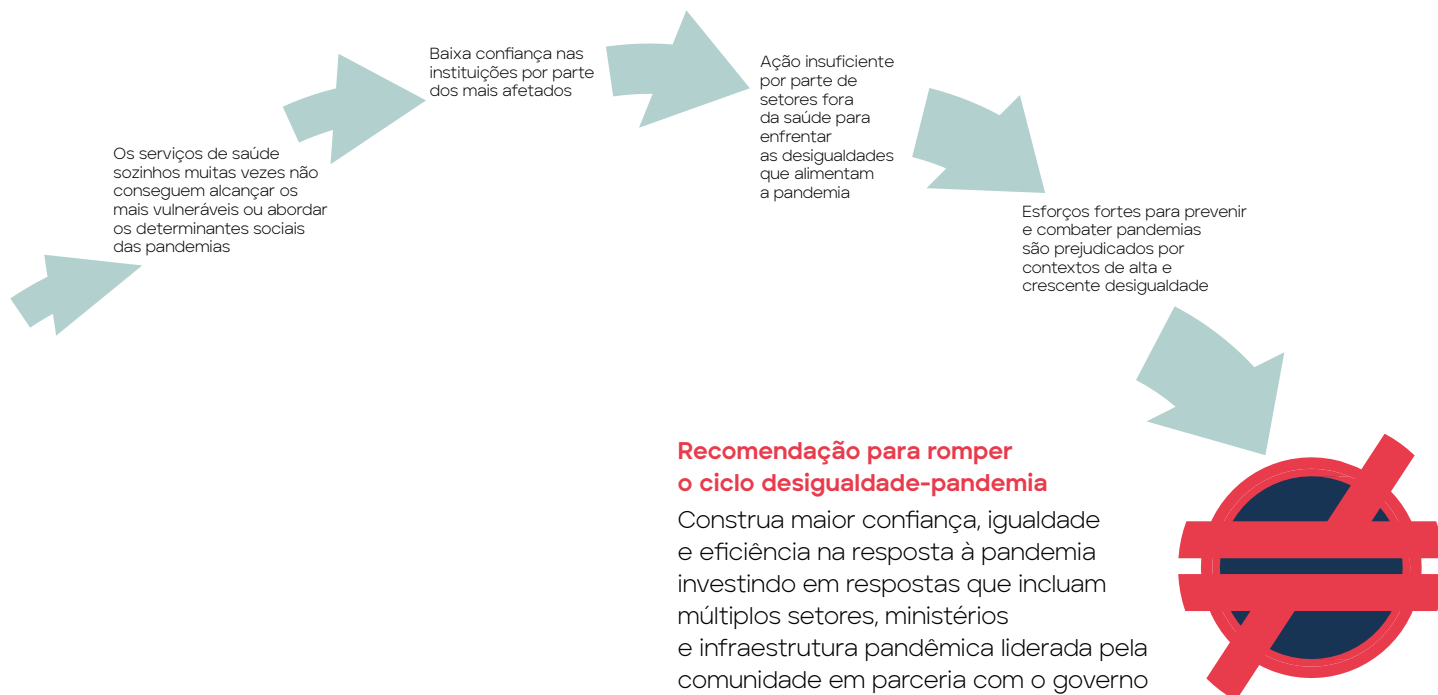 Os serviços de saúde
sozinhos muitas vezes não
conseguem alcançar os
mais vulneráveis ou abordar
os determinantes sociais
das pandemias
Baixa confiança nas
instituições por parte
dos mais afetados
Ação insuficiente
por parte de
setores fora
da saúde para
enfrentar
as desigualdades
que alimentam
a pandemia
Esforços fortes para prevenir
e combater pandemias
são prejudicados por
contextos de alta e
crescente desigualdade
Recomendação para romper
o ciclo desigualdade-pandemia
Construa maior confiança, igualdade
e eficiência na resposta à pandemia
investindo em respostas que incluam
múltiplos setores, ministérios
e infraestrutura pandêmica liderada pela
comunidade em parceria com o governo